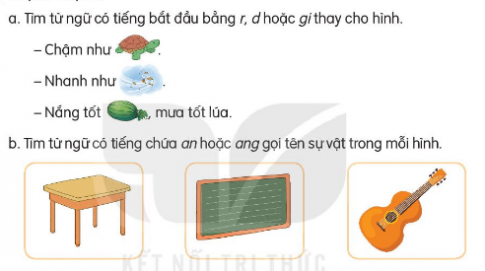 a. Tìm từ ngữ có tiếng bắt đầu bằng r, d hoặc gi thay cho hình.
– Chậm như .
– Nhanh như .
– Nắng tốt , mưa tốt lúa.
b. Tìm từ ngữ có tiếng chứa an hoặc ang gọi tên sự vật trong mỗi hình.
KẾT NỐI TRI THỨC